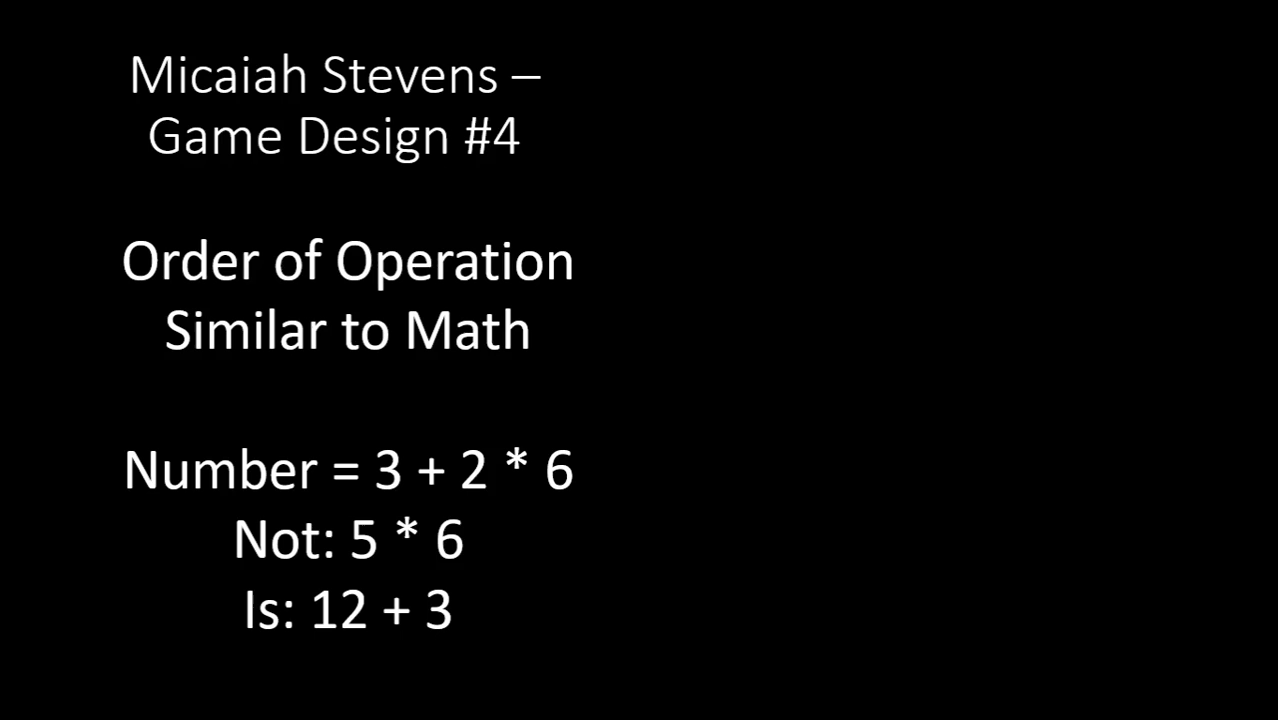 Micaiah Stevens –
Game Design #4
Order of Operation
Similar to Math
Number = 3 + 2 * 6
Not: 5 * 6
Is: 12 + 3